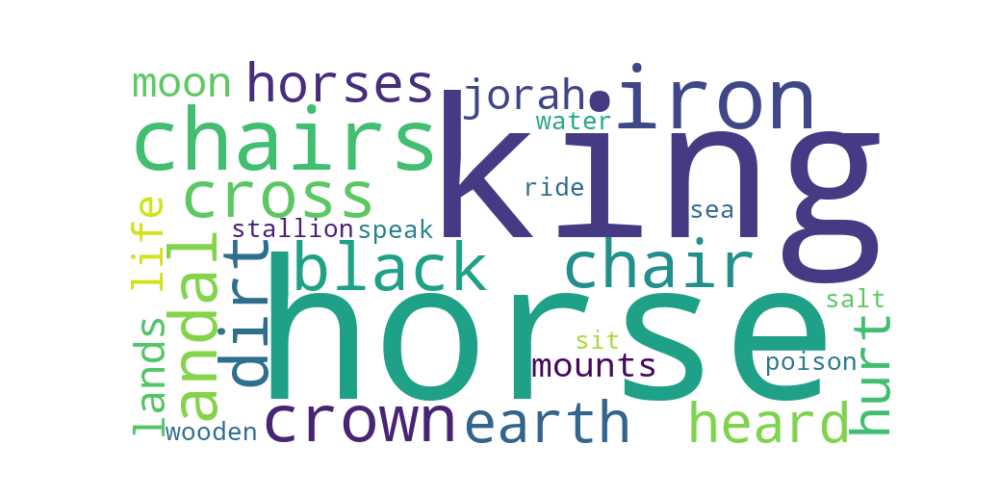 moon
horses
jorah
iron
king
water
chairs
cross
ride
sea
life
stallion
speak
andal
dirt
black
chair
horse
salt
lands
sit
mounts
poison
hurt
wooden
crown
earth
heard